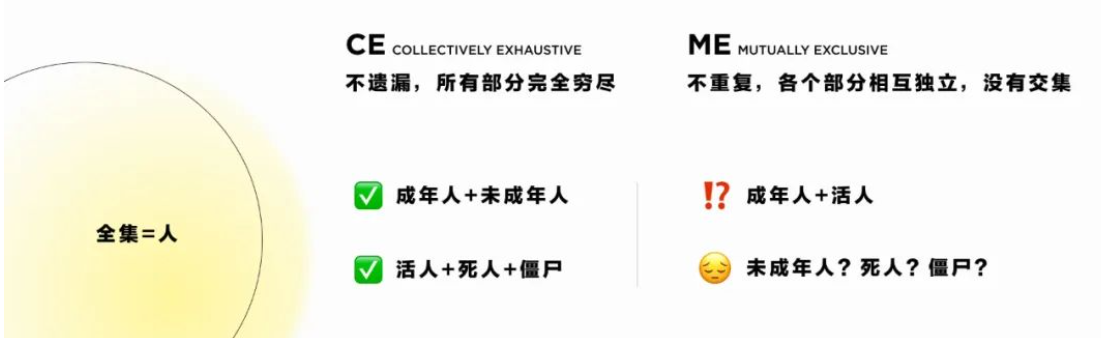 CE COLLECTIVELY EXHAUSTIVE
不遗漏，所有部分完全穷尽
ME MUTUALLY EXCLUSIVE
不重复，各个部分相互独立，没有交集
全集=人
✅ 成年人+未成年人
✅ 活人+死人+僵尸
⁉️ 成年人+活人
😔 未成年人？死人？僵尸？